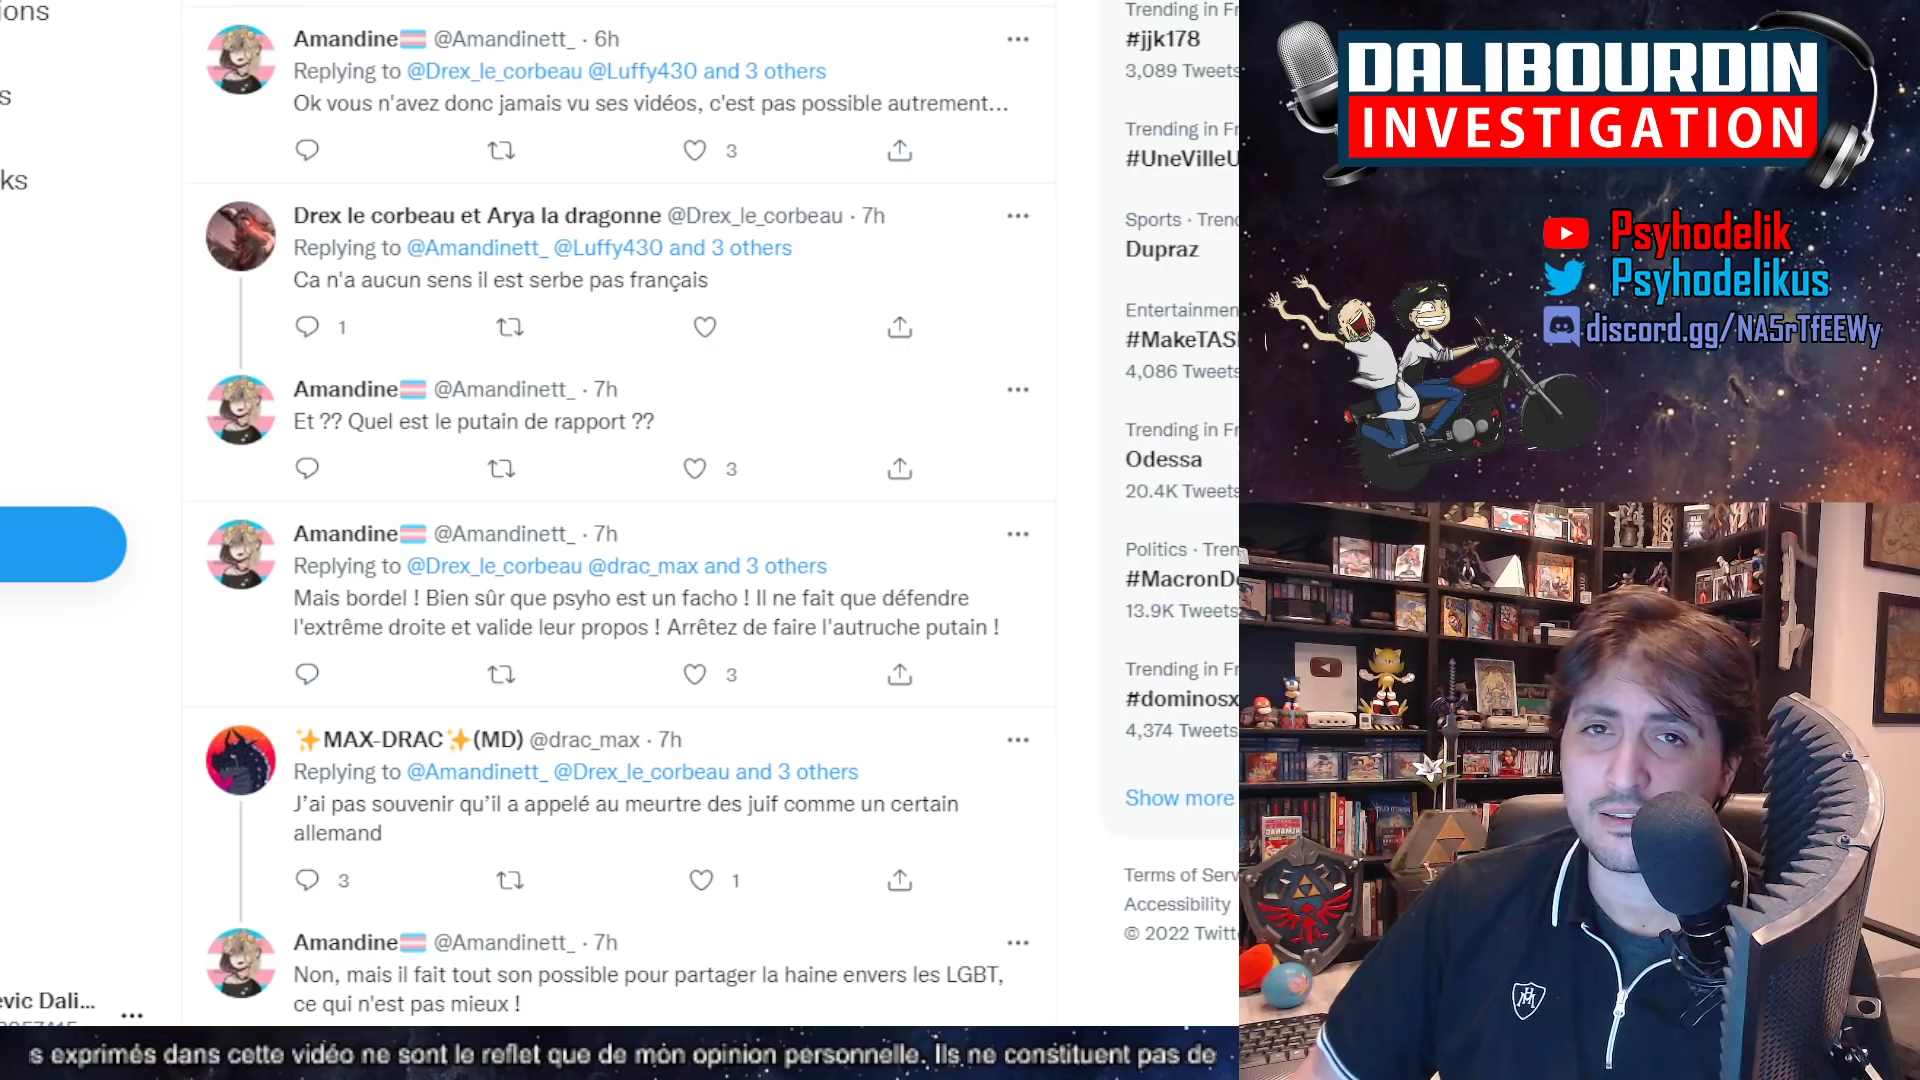 ions
s
ks
Amandine @Amandinett_ · 6h
Replying to @Drex_le_corbeau @Luffy430 and 3 others
Ok vous n'avez donc jamais vu ses vidéos, c'est pas possible autrement...
3
Drex le corbeau et Arya la dragonne @Drex_le_corbeau · 7h
Replying to @Amandinett_ @Luffy430 and 3 others
Ca n'a aucun sens il est serbe pas français
1
Amandine @Amandinett_ · 7h
Et ?? Quel est le putain de rapport ??
3
Amandine @Amandinett_ · 7h
Replying to @Drex_le_corbeau @drac_max and 3 others
Mais bordel ! Bien sûr que psyho est un facho ! Il ne fait que défendre
l'extrême droite et valide leur propos ! Arrêtez de faire l'autruche putain !
3
✨MAX-DRAC✨(MD) @drac_max · 7h
Replying to @Amandinett_ @Drex_le_corbeau and 3 others
J'ai pas souvenir qu'il a appelé au meurtre des juif comme un certain
allemand
3 1
Amandine @Amandinett_ · 7h
Non, mais il fait tout son possible pour partager la haine envers les LGBT,
ce qui n'est pas mieux !
evic Dali...
Trending in Fr
#jjk178
3,089 Tweets
Trending in Fr
#UneVilleU
Sports · Trend
Dupraz
Entertainmen
#MakeTASI
4,086 Tweets
Trending in Fr
Odessa
20.4K Tweets
Politics · Tren
#MacronDe
13.9K Tweets
Trending in Fr
#dominosx
4,374 Tweets
Show more
Terms of Serv
Accessibility
© 2022 Twitte
DALIBOURDIN
INVESTIGATION
Psyhodelik
Psyhodelikus
discord.gg/NA5rTfEEWy
s exprimés dans cette vidéo ne sont le reflet que de mon opinion personnelle. Ils ne constituent pas de